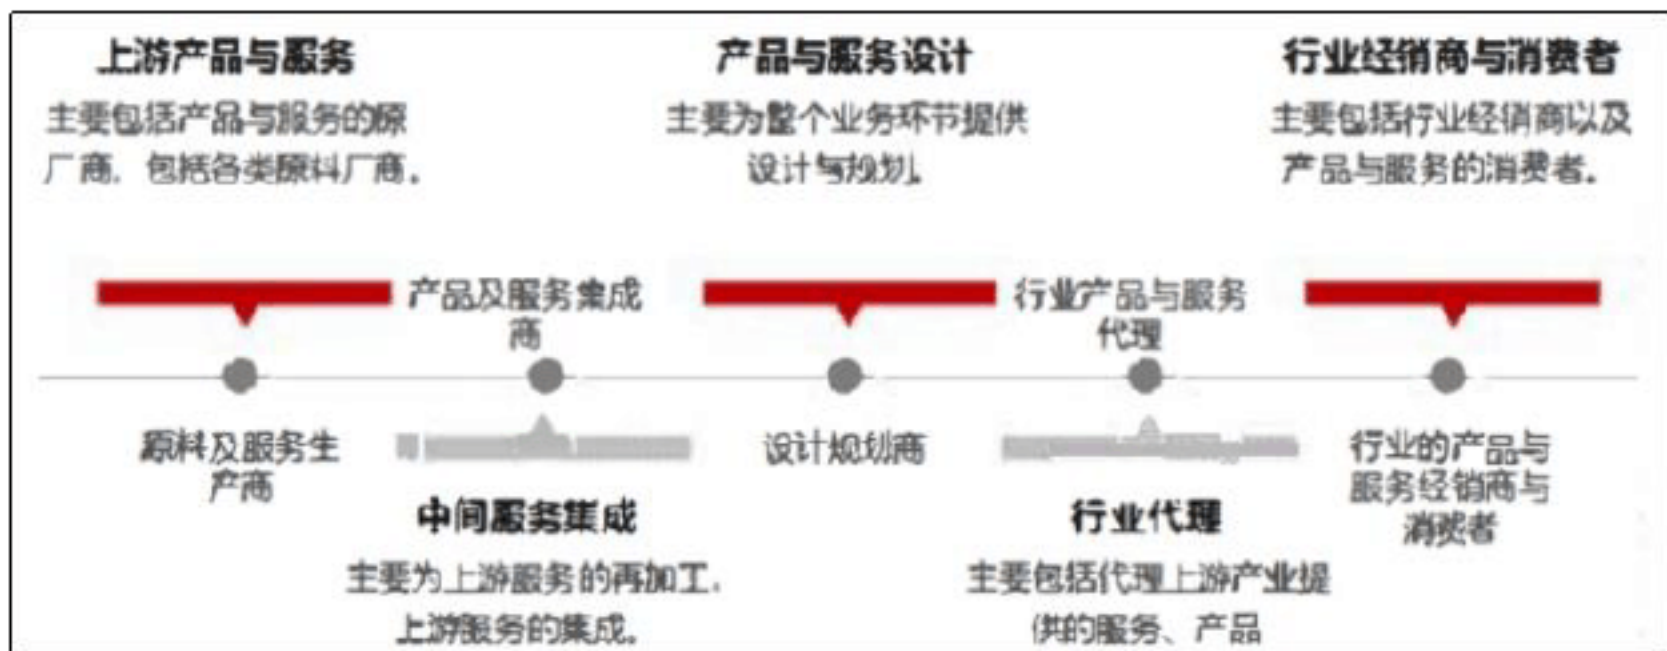 上游产品与服务
主要包括产品与服务的原
厂商，包括各类原料厂商。
产品与服务设计
主要为整个业务环节提供
设计与规划。
行业经销商与消费者
主要包括行业经销商以及
产品与服务的消费者。
产品及服务集成
商
行业产品与服务
代理
原料及服务生
产商
设计规划商
行业的产品与
服务经销商与
消费者
中间服务集成
主要为上游服务的再加工，
上游服务的集成。
行业代理
主要包括代理上游产业提
供的服务、产品